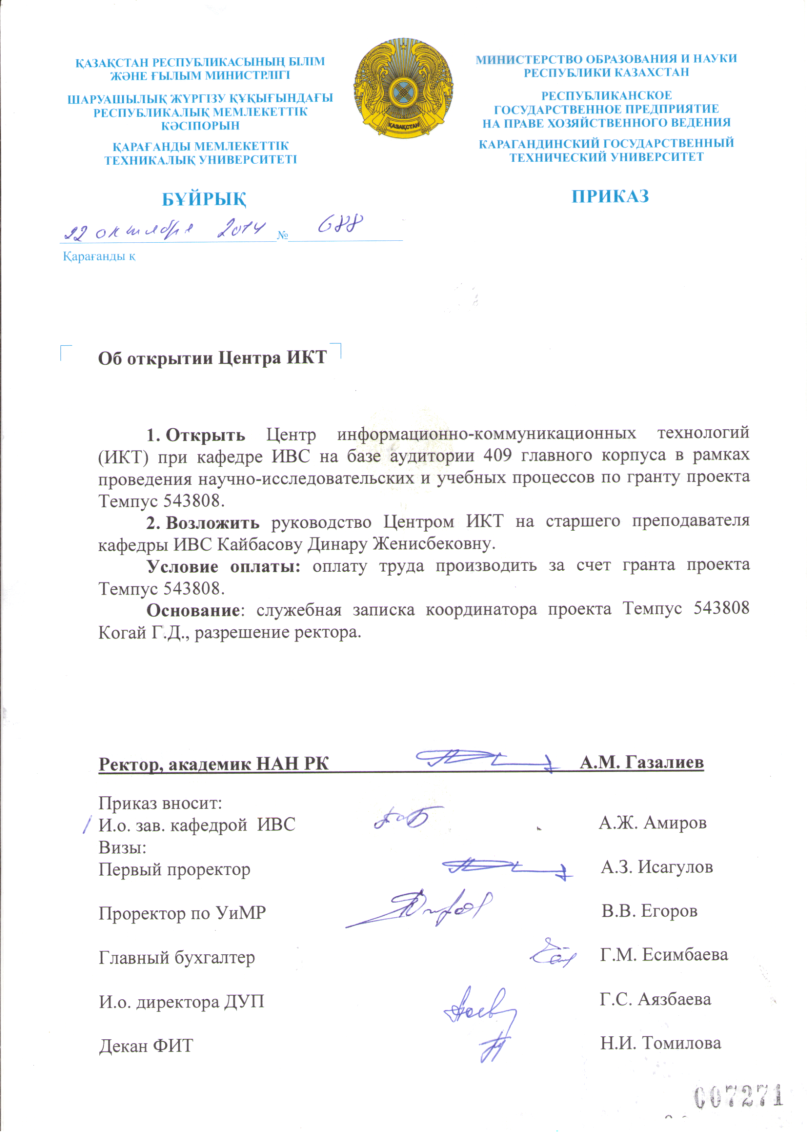 ҚАЗАҚСТАН РЕСПУБЛИКАСЫНЫҢ БІЛІМ
ЖӘНЕ ҒЫЛЫМ МИНИСТРЛІГІ
ШАРУАШЫЛЫҚ ЖҮРГІЗУ ҚҰҚЫҒЫНДАҒЫ
РЕСПУБЛИКАЛЫҚ МЕМЛЕКЕТТІК
КӘСІПОРЫН
ҚАРАҒАНДЫ МЕМЛЕКЕТТІК
ТЕХНИКАЛЫҚ УНИВЕРСИТЕТІ
БҰЙРЫҚ
ҚАЗАҚСТАН
МИНИСТЕРСТВО ОБРАЗОВАНИЯ И НАУКИ
РЕСПУБЛИКИ КАЗАХСТАН
РЕСПУБЛИКАНСКОЕ
ГОСУДАРСТВЕННОЕ ПРЕДПРИЯТИЕ
НА ПРАВЕ ХОЗЯЙСТВЕННОГО ВЕДЕНИЯ
КАРАГАНДИНСКИЙ ГОСУДАРСТВЕННЫЙ
ТЕХНИЧЕСКИЙ УНИВЕРСИТЕТ
ПРИКАЗ
22 октября 2014 № 688
Қарағанды к
Об открытии Центра ИКТ
1. Открыть Центр информационно-коммуникационных технологий
(ИКТ) при кафедре ИВС на базе аудитории 409 главного корпуса в рамках
проведения научно-исследовательских и учебных процессов по гранту проекта
Темпус 543808.
2. Возложить руководство Центром ИКТ на старшего преподавателя
кафедры ИВС Кайбасову Динару Женисбековну.
Условие оплаты: оплату труда производить за счет гранта проекта
Темпус 543808.
Основание: служебная записка координатора проекта Темпус 543808
Когай Г.Д., разрешение ректора.
Ректор, академик НАН РК А.М. Газалиев
Приказ вносит:
И.о. зав. кафедрой ИВС А.Ж. Амиров
Визы:
Первый проректор А.З. Исагулов
Проректор по УиМР В.В. Егоров
Главный бухгалтер Г.М. Есимбаева
И.о. директора ДУП Г.С. Аязбаева
Декан ФИТ Н.И. Томилова
007271